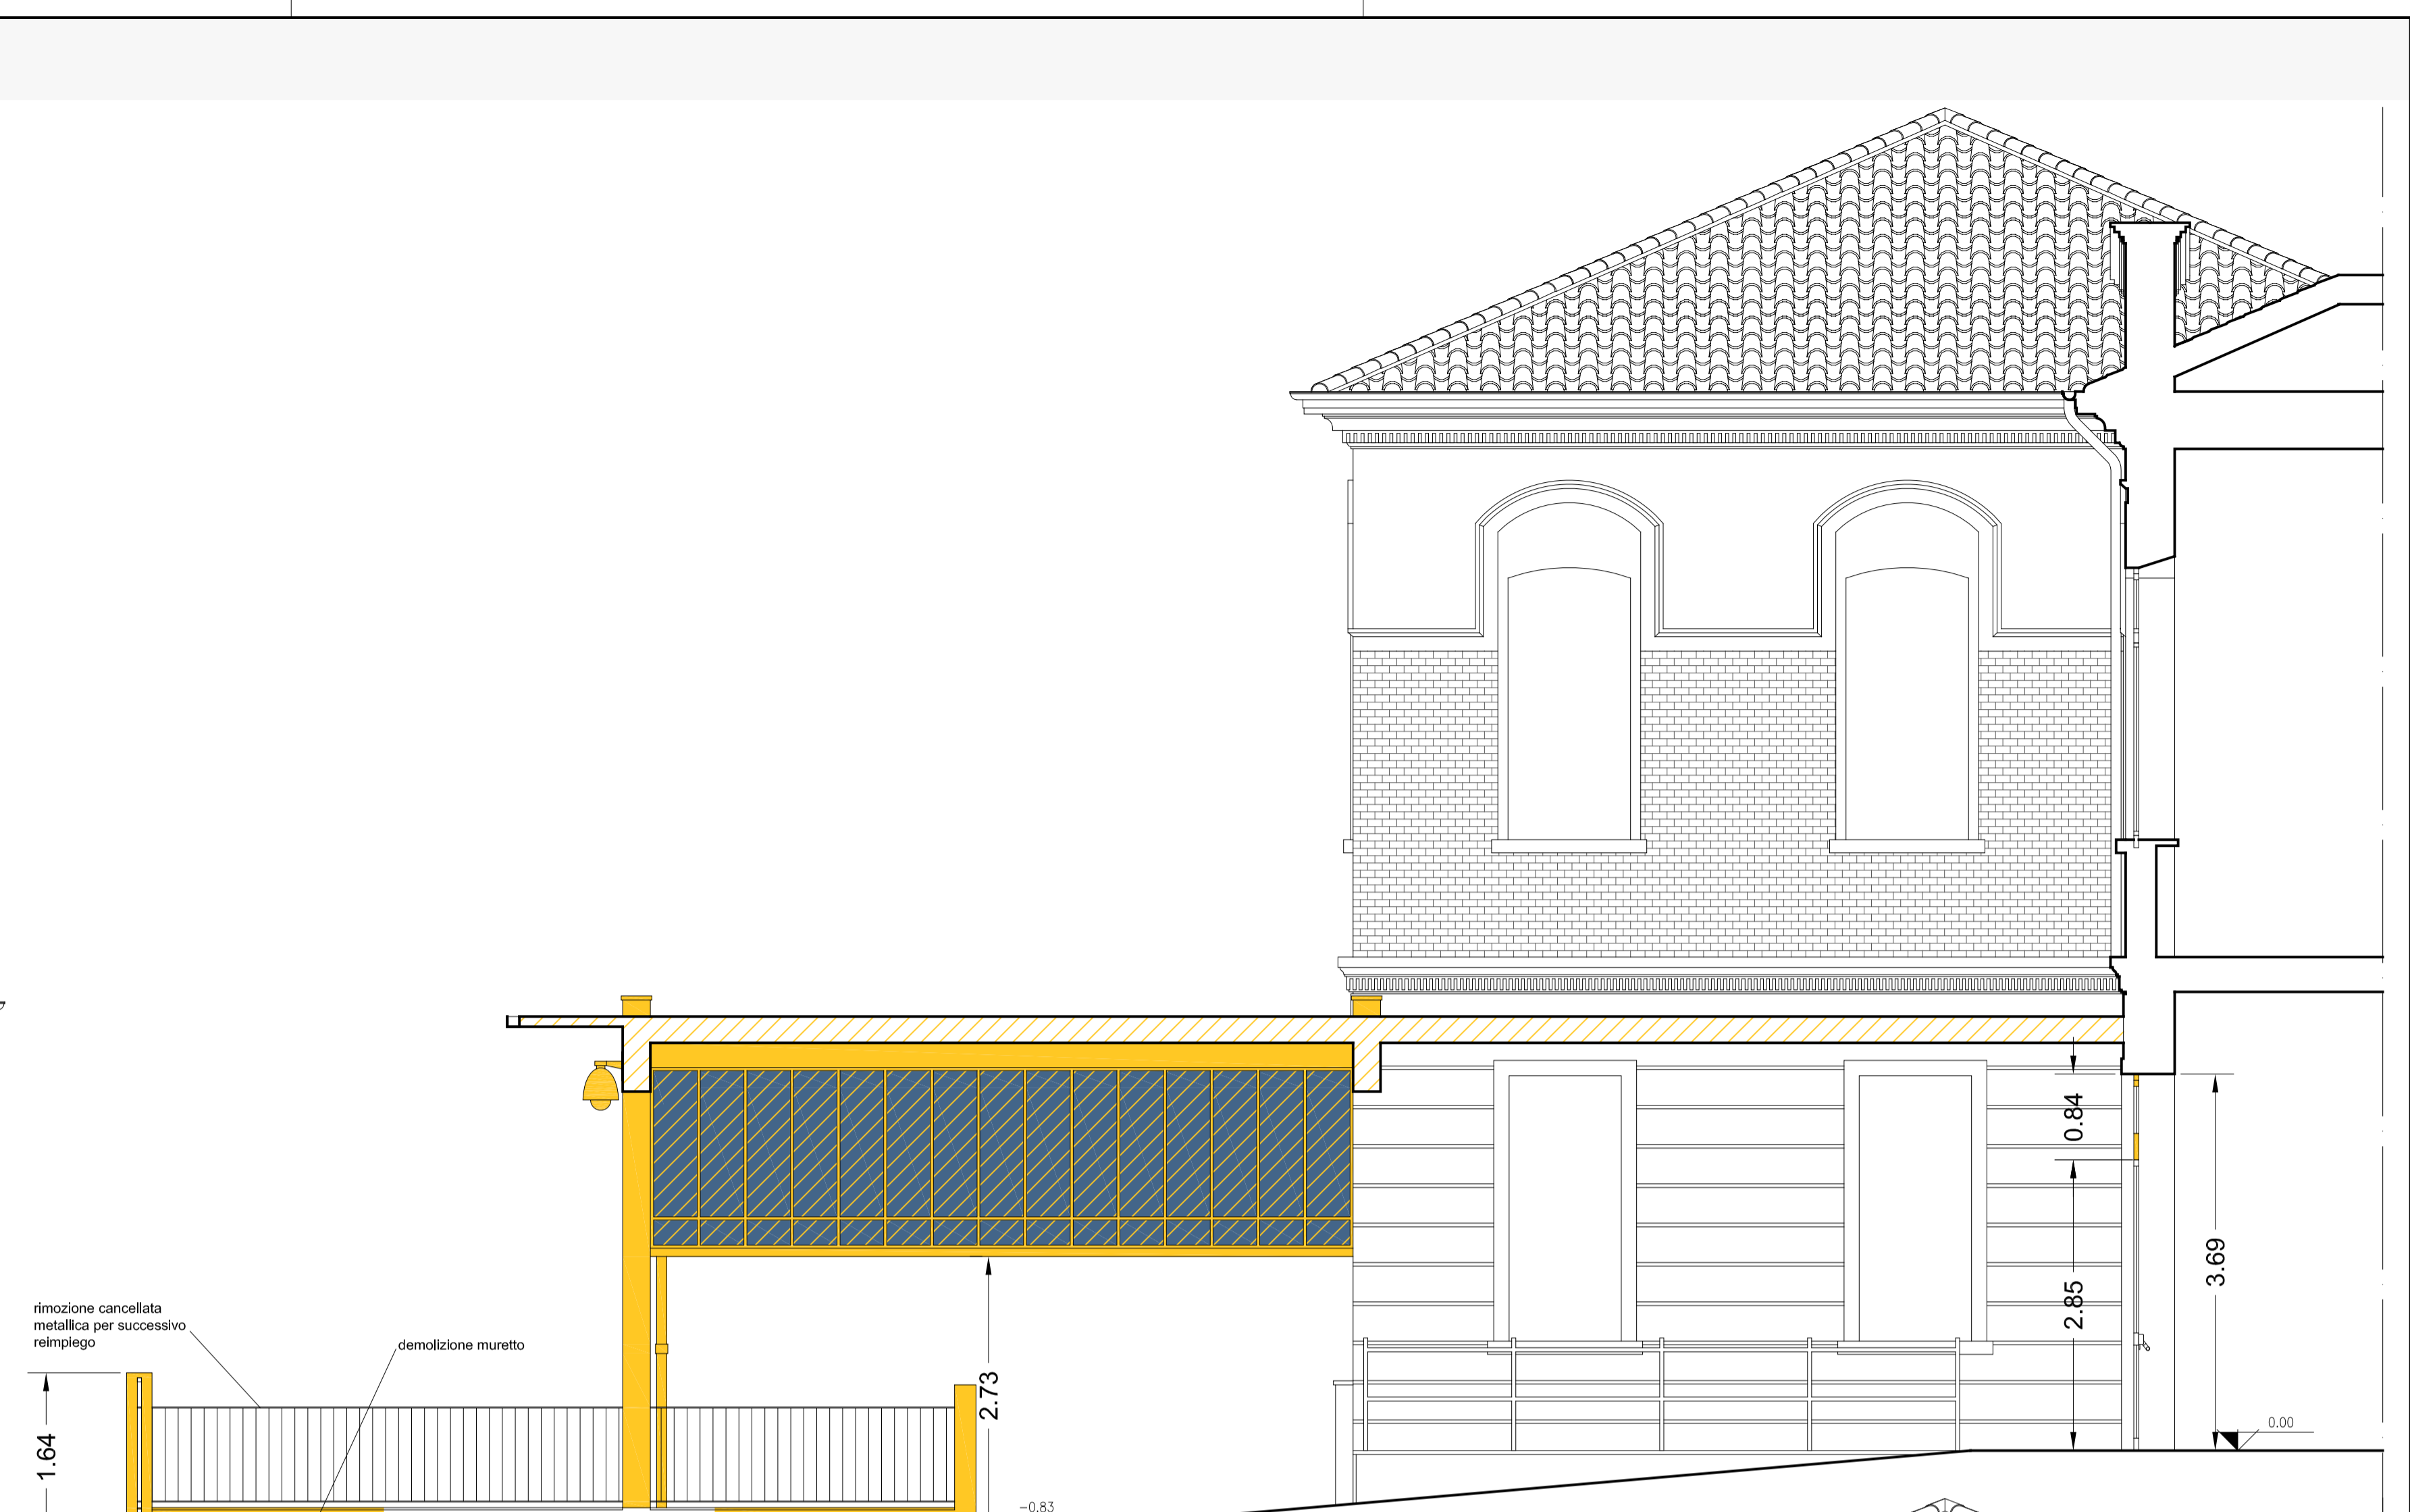 0.84
3.69
2.85
rimozione cancellata
metallica per successivo
reimpiego
demolizione muretto
2.73
0.00
1.64
-0.83